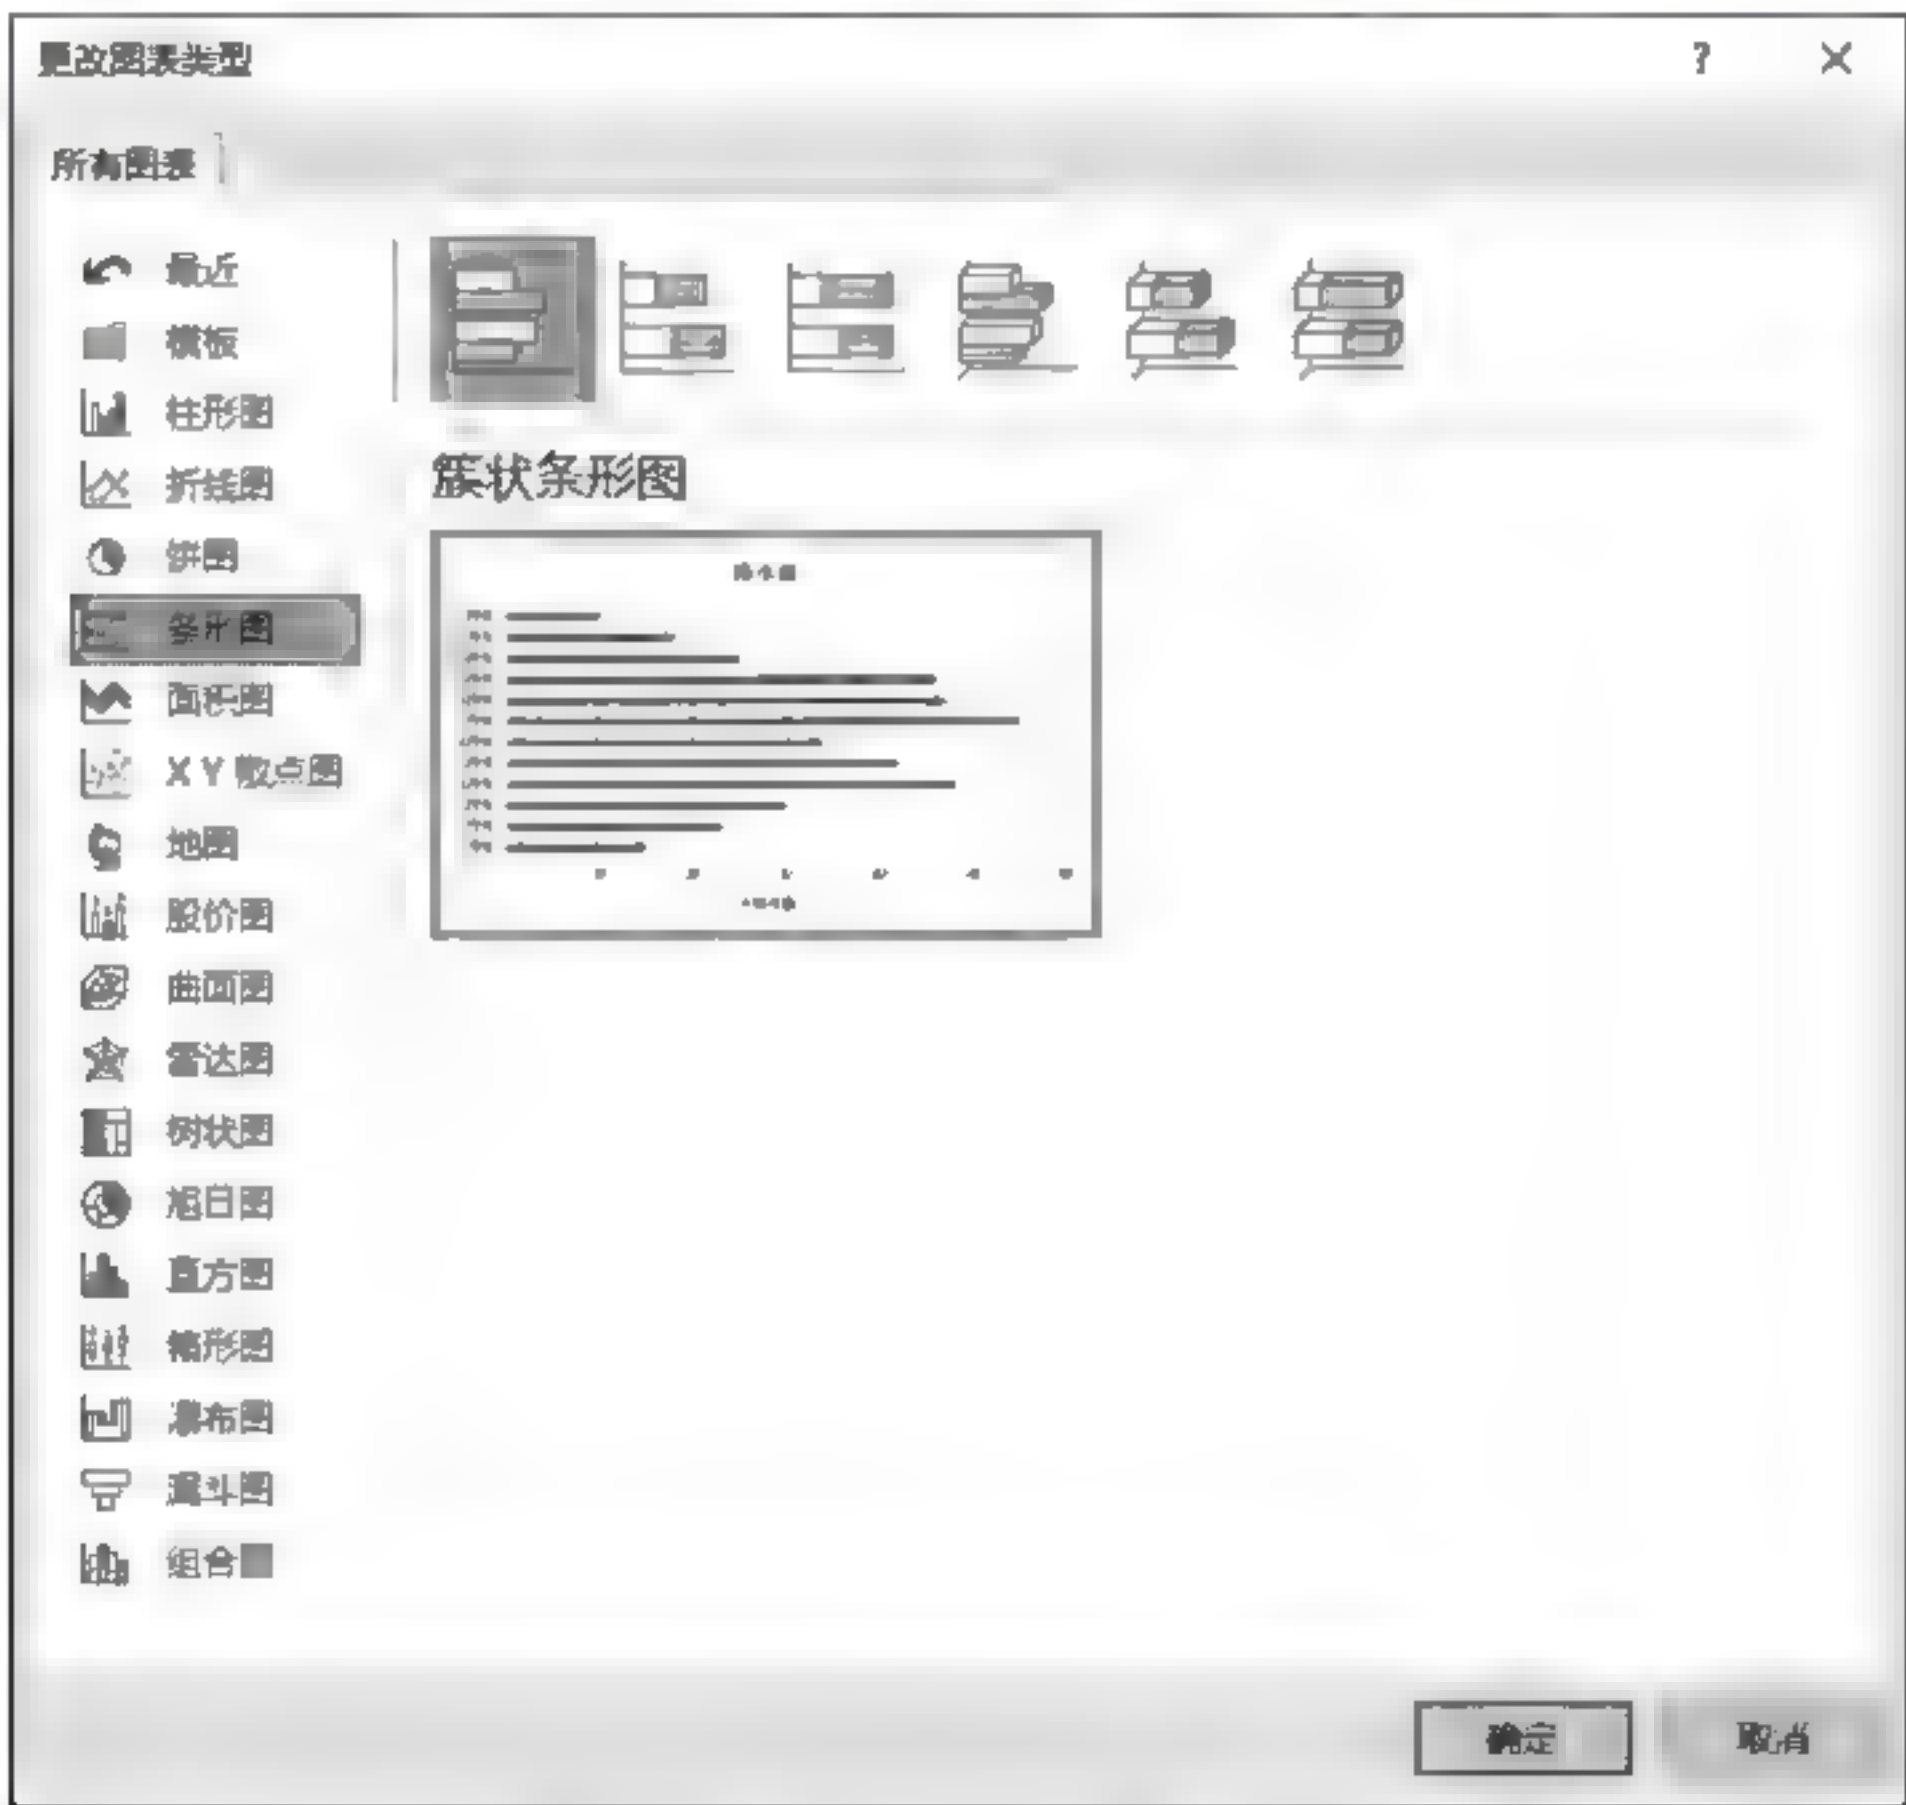 更改图表类型
?
所有图表
最近
模板
柱形图
折线图
饼图
条形图
面积图
X Y 散点图
地图
股价图
曲面图
雷达图
树状图
旭日图
直方图
箱形图
瀑布图
漏斗图
组合图
簇状条形图
确定
取消